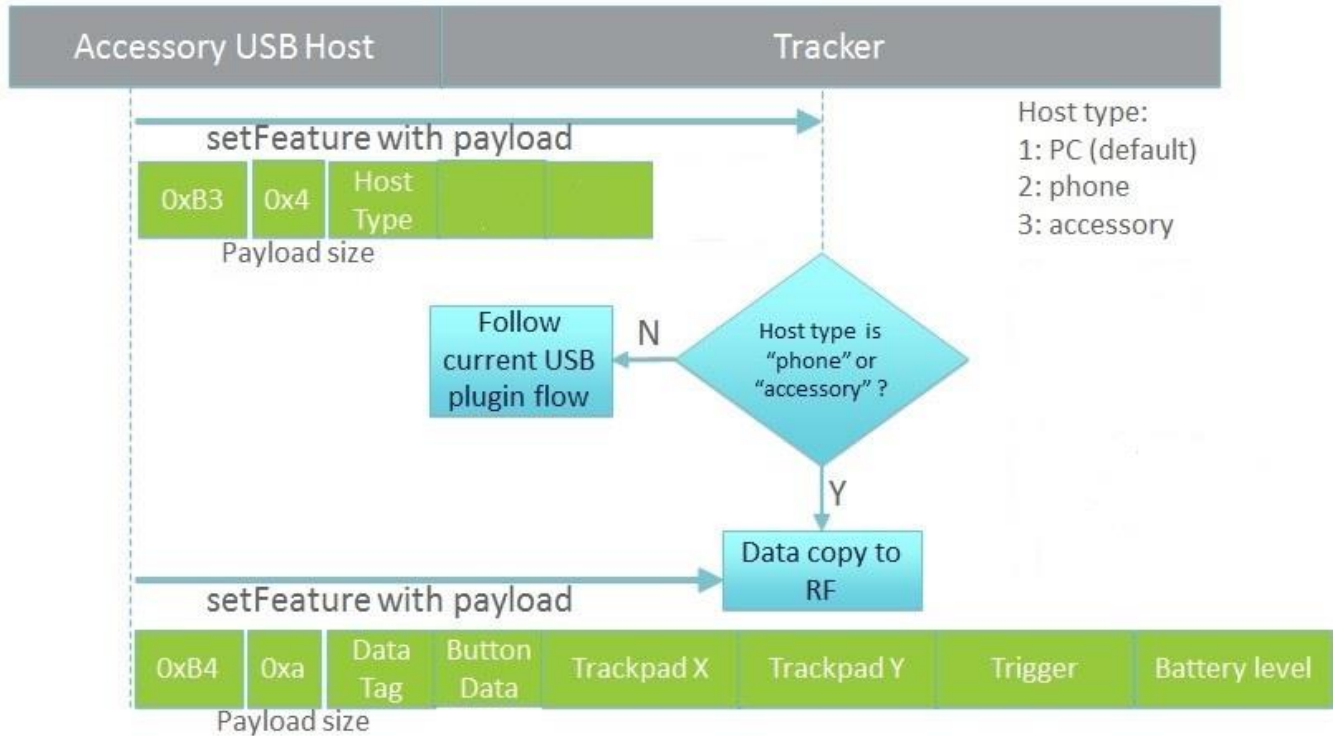 Accessory USB Host
Tracker
setFeature with payload
Host type:
1: PC (default)
2: phone
3: accessory
0xB3
0x4
Host
Type
Payload size
Follow
current USB
plugin flow
N
Host type is
"phone" or
"accessory" ?
Y
Data copy to
RF
setFeature with payload
0xB4
0xa
Data
Tag
Button
Data
Trackpad X
Trackpad Y
Trigger
Battery level
Payload size